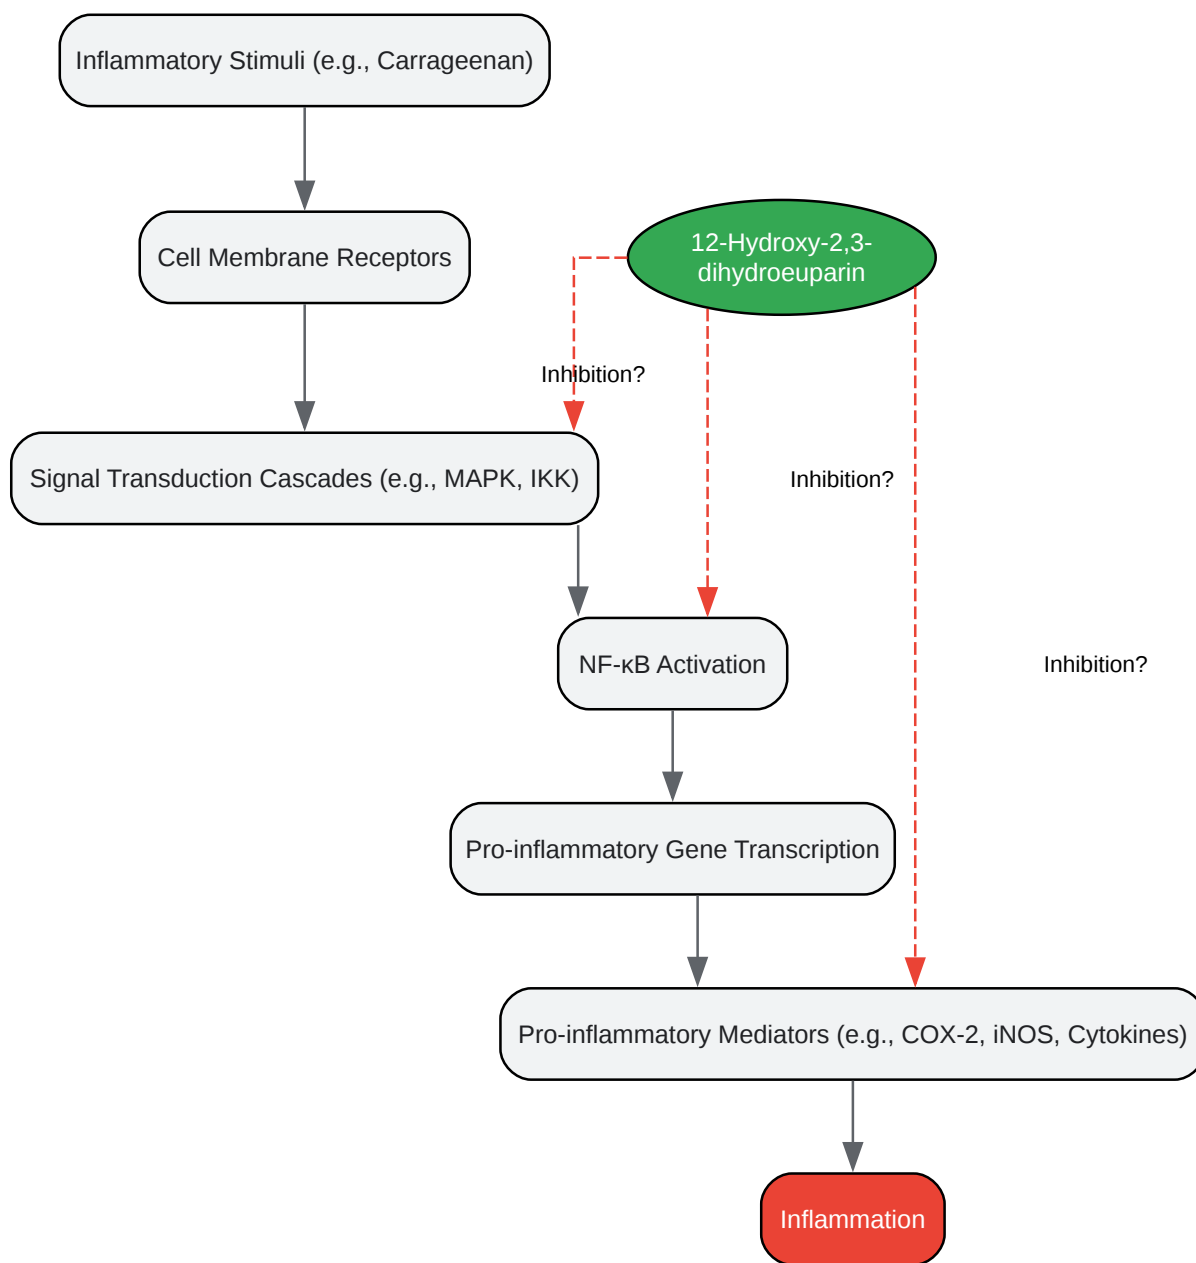 Inflammatory Stimuli (e.g., Carrageenan)
Cell Membrane Receptors
12-Hydroxy-2,3-
dihydroeuparin
Inhibition?
Signal Transduction Cascades (e.g., MAPK, IKK)
Inhibition?
NF-κB Activation
Inhibition?
Pro-inflammatory Gene Transcription
Pro-inflammatory Mediators (e.g., COX-2, iNOS, Cytokines)
Inflammation